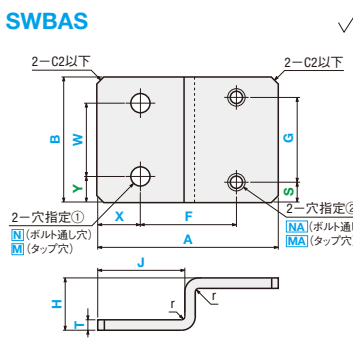 SWBAS
2－C2以下
2－C2以下
B
W
Y
G
S
X
F
A
2－穴指定①
N(ボルト通し穴)
M(タップ穴)
2－穴指定②
NA(ボルト通し
MA(タップ穴)
J
H
T
r
r